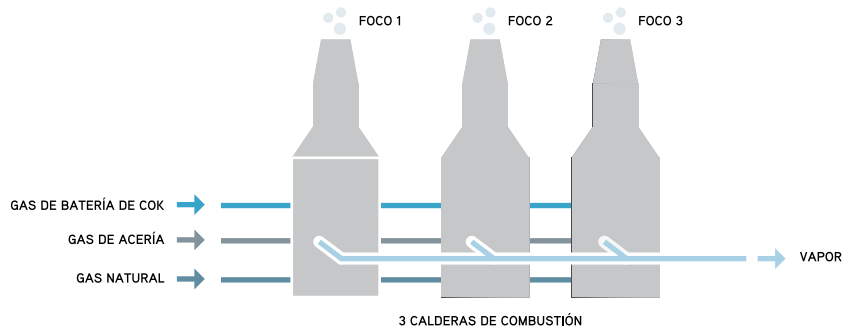 FOCO 1
FOCO 2
FOCO 3
GAS DE BATERÍA DE COK
GAS DE ACERÍA
VAPOR
GAS NATURAL
3 CALDERAS DE COMBUSTIÓN